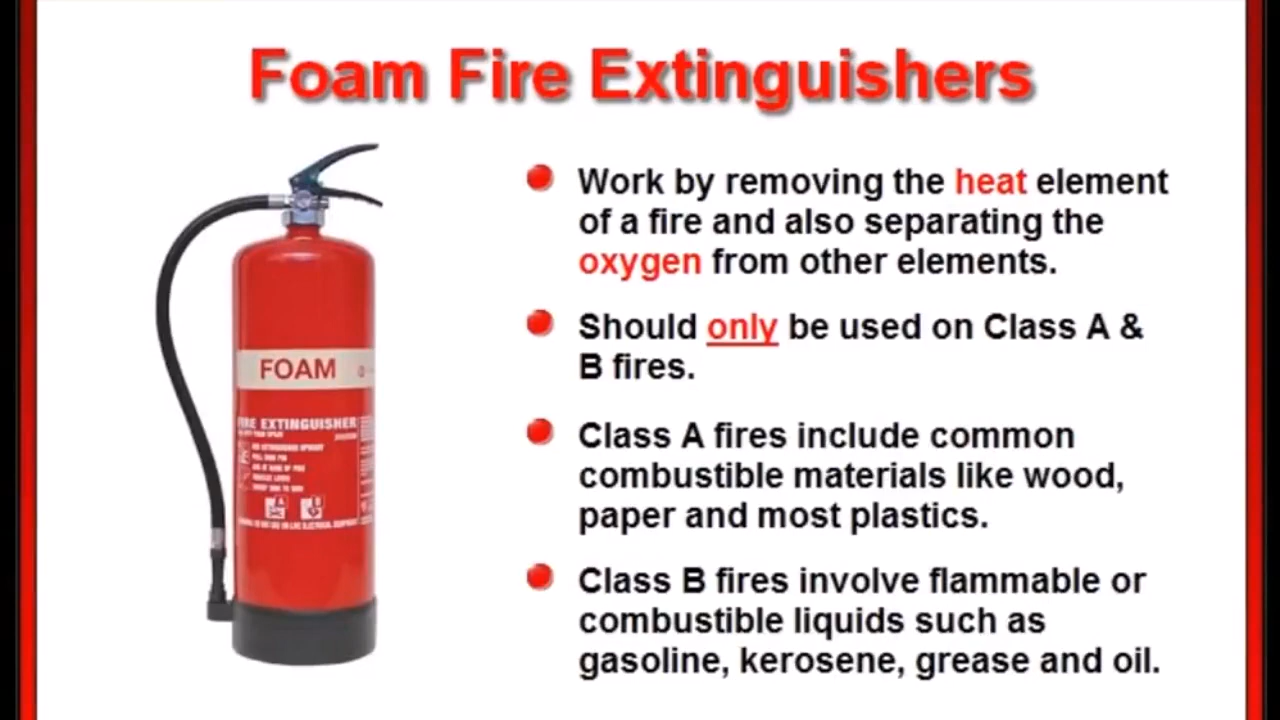 Foam Fire Extinguishers
Work by removing the heat element
of a fire and also separating the
oxygen from other elements.
Should only be used on Class A &
B fires.
Class A fires include common
combustible materials like wood,
paper and most plastics.
Class B fires involve flammable or
combustible liquids such as
gasoline, kerosene, grease and oil.
FOAM
FIRE EXTINGUISHER